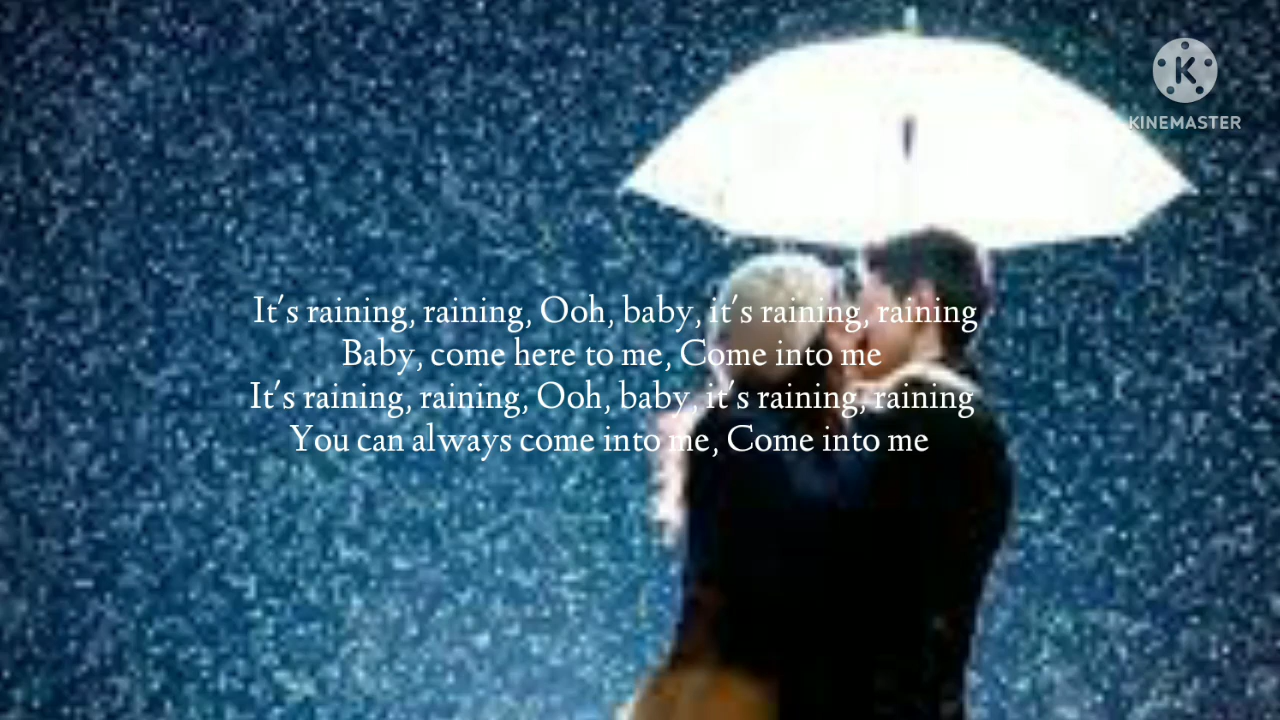 KINEMASTER
It's raining, raining, Ooh, baby, it's raining, raining
Baby, come here to me, Come into me
It's raining, raining, Ooh, baby, it's raining, raining
You can always come into me, Come into me